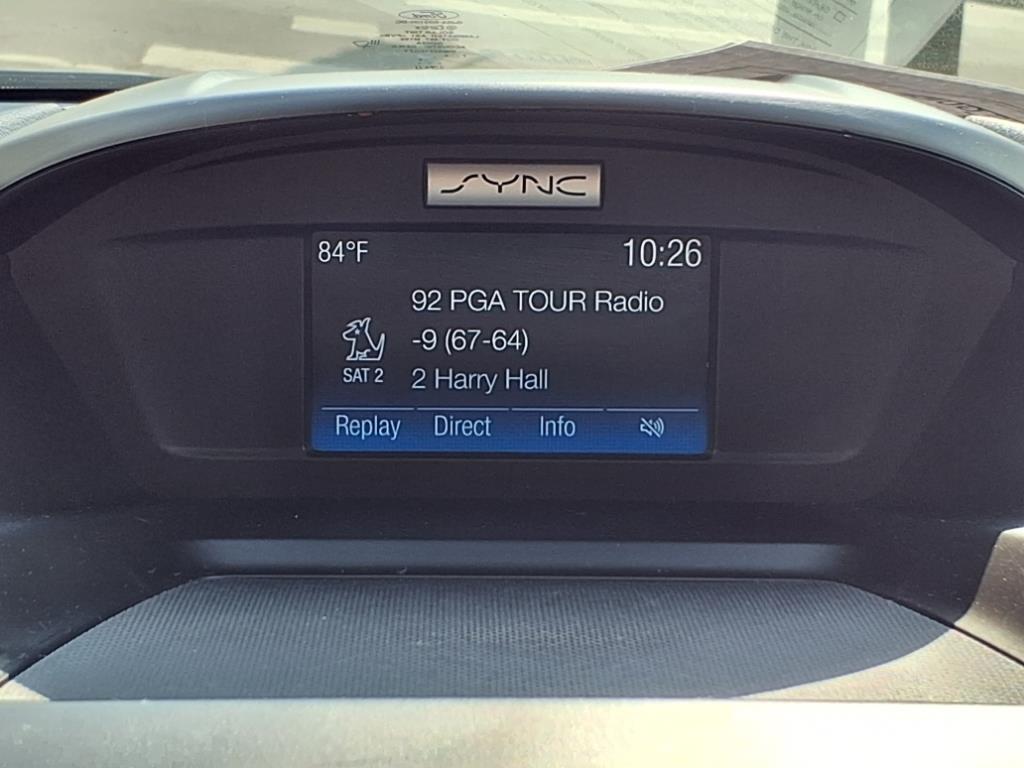 SYNC
84°F
10:26
92 PGA TOUR Radio
-9 (67-64)
SAT 2
2 Harry Hall
Replay Direct Info